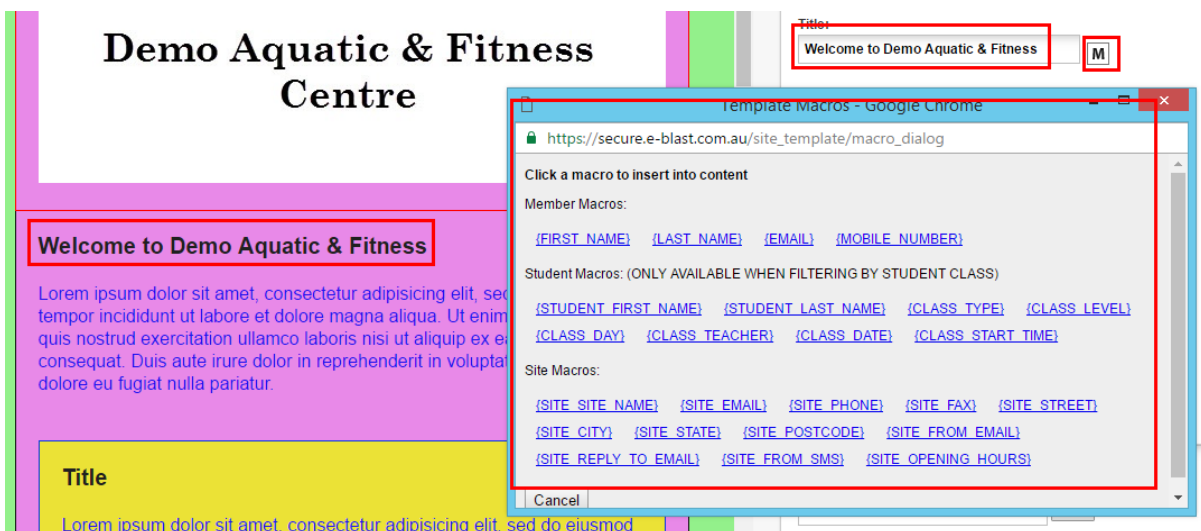 Demo Aquatic & Fitness
Centre
Welcome to Demo Aquatic & Fitness
Lorem ipsum dolor sit amet, consectetur adipisicing elit, sed
tempor incididunt ut labore et dolore magna aliqua. Ut enim
quis nostrud exercitation ullamco laboris nisi ut aliquip ex ea
consequat. Duis aute irure dolor in reprehenderit in voluptat
dolore eu fugiat nulla pariatur.
Title
Lorem ipsum dolor sit amet, consectetur adipisicing elit, sed do eiusmod
Title:
Welcome to Demo Aquatic & Fitness
M
Template Macros - Google Chrome
https://secure.e-blast.com.au/site_template/macro_dialog
Click a macro to insert into content
Member Macros:
{FIRST_NAME} {LAST_NAME} {EMAIL} {MOBILE_NUMBER}
Student Macros: (ONLY AVAILABLE WHEN FILTERING BY STUDENT CLASS)
{STUDENT_FIRST_NAME} {STUDENT_LAST_NAME} {CLASS_TYPE} {CLASS_LEVEL}
{CLASS_DAY} {CLASS_TEACHER} {CLASS_DATE} {CLASS_START_TIME}
Site Macros:
{SITE_SITE_NAME} {SITE_EMAIL} {SITE_PHONE} {SITE_FAX} {SITE_STREET}
{SITE_CITY} {SITE_STATE} {SITE_POSTCODE} {SITE_FROM_EMAIL}
{SITE_REPLY_TO_EMAIL} {SITE_FROM_SMS} {SITE_OPENING_HOURS}
Cancel